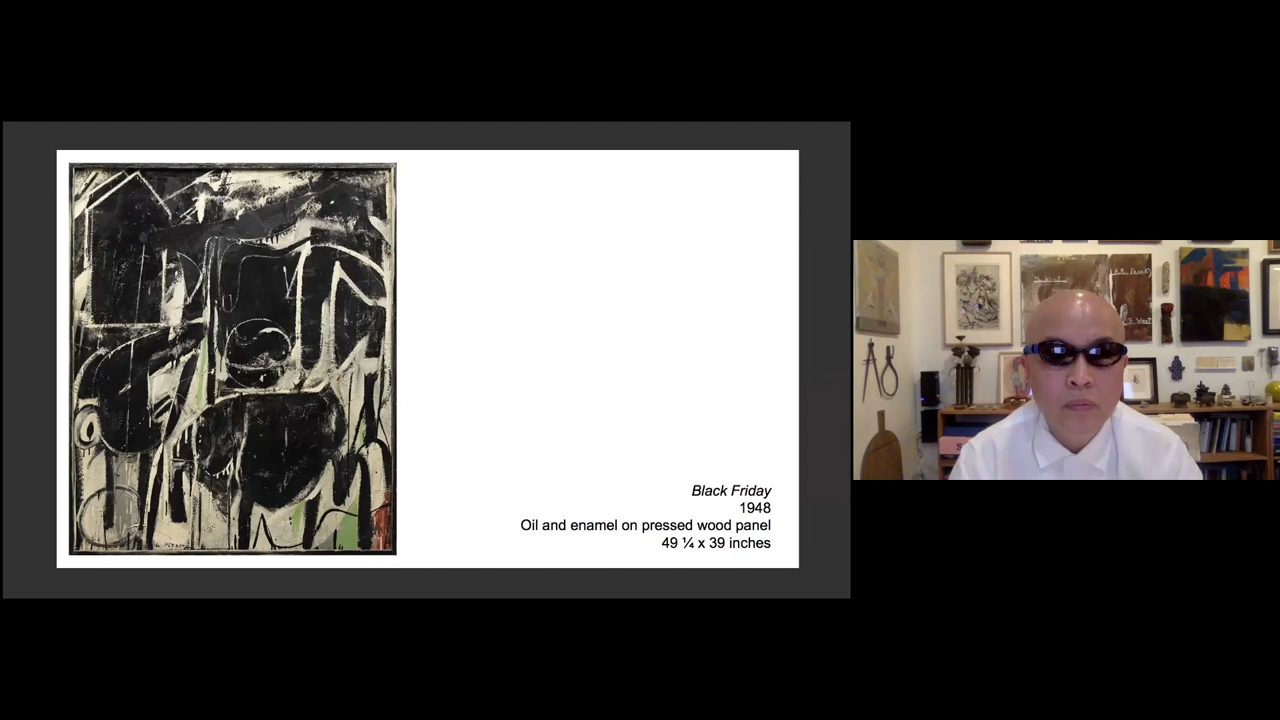 Black Friday
1948
Oil and enamel on pressed wood panel
49 ¼ x 39 inches